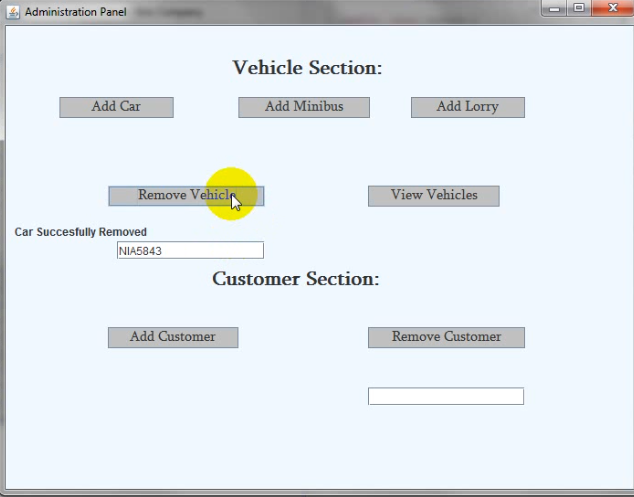 Administration Panel
Vehicle Section:
Add Car
Add Minibus
Add Lorry
Remove Vehicle
View Vehicles
Car Succesfully Removed
NIA5843
Customer Section:
Add Customer
Remove Customer